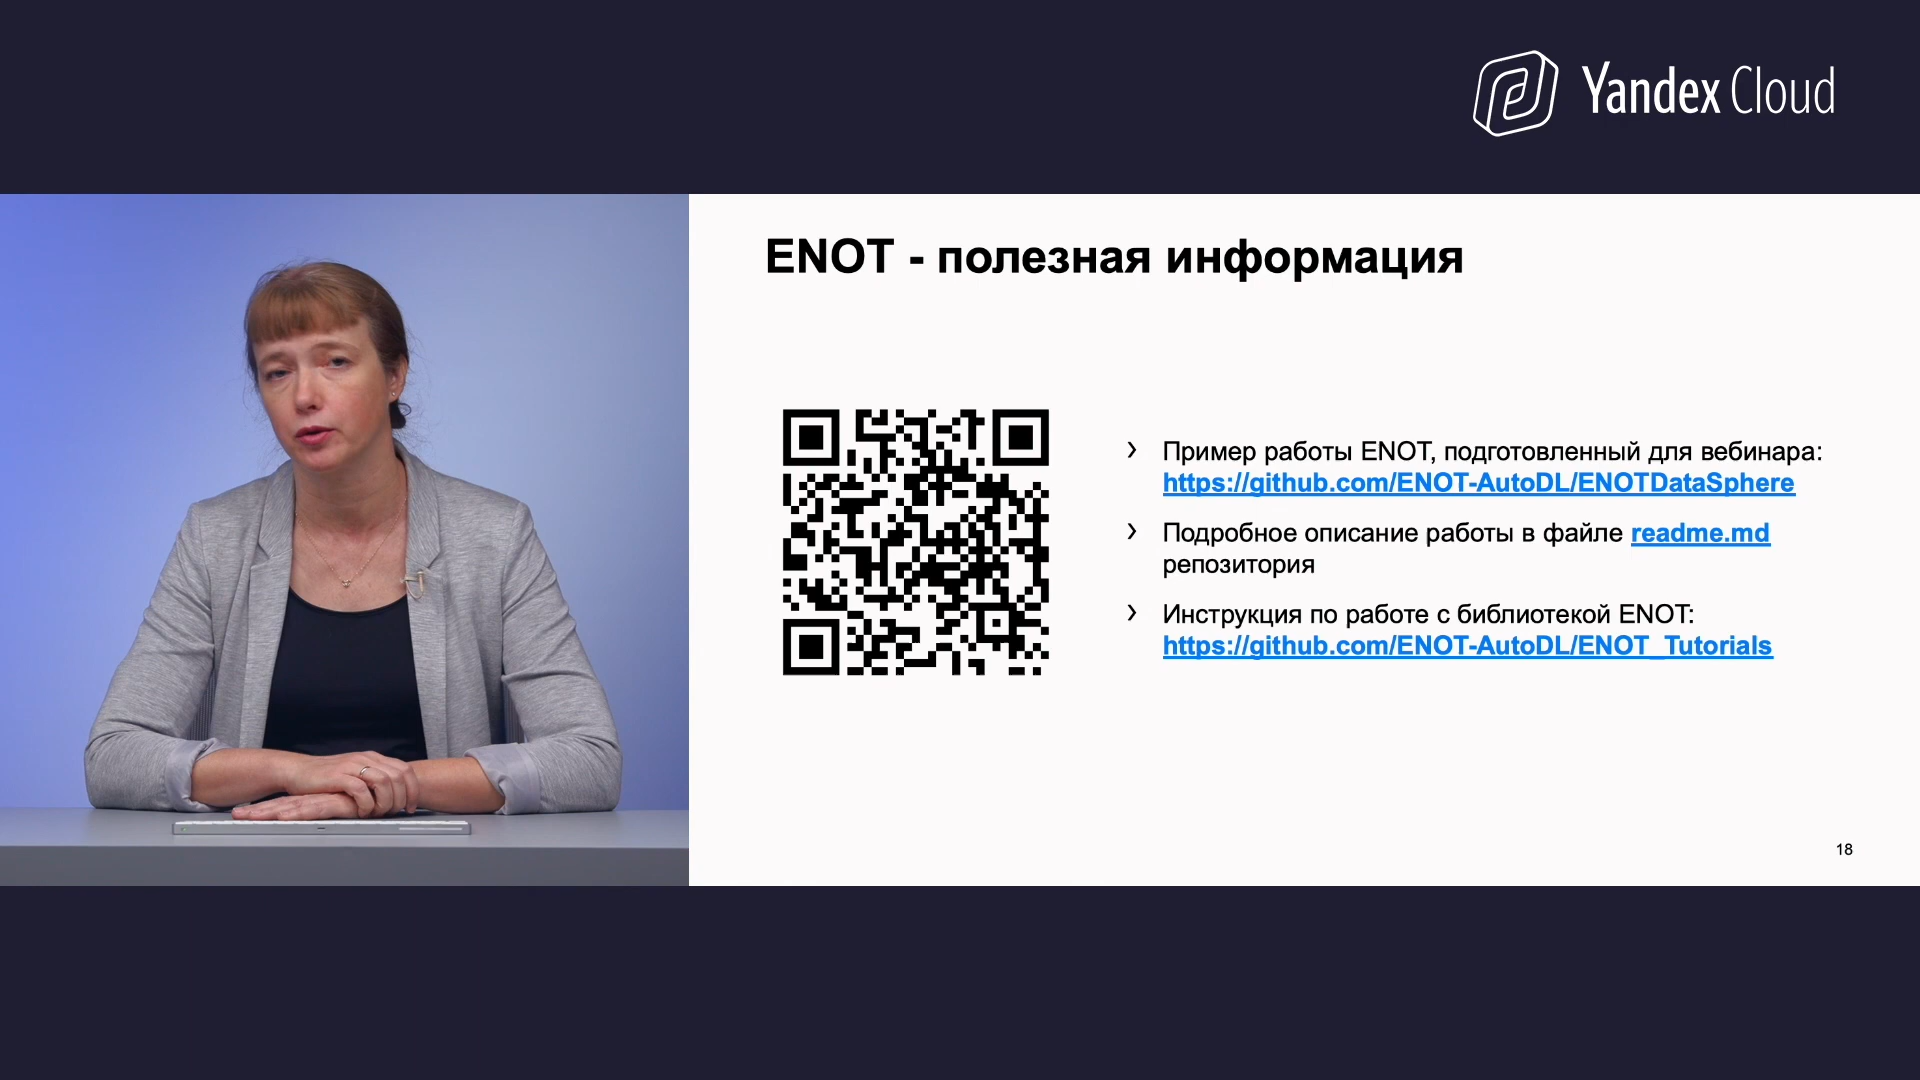 Yandex Cloud
ENOT - полезная информация
› Пример работы ENOT, подготовленный для вебинара:
https://github.com/ENOT-AutoDL/ENOTDataSphere
› Подробное описание работы в файле readme.md
репозитория
› Инструкция по работе с библиотекой ENOT:
https://github.com/ENOT-AutoDL/ENOT_Tutorials
18